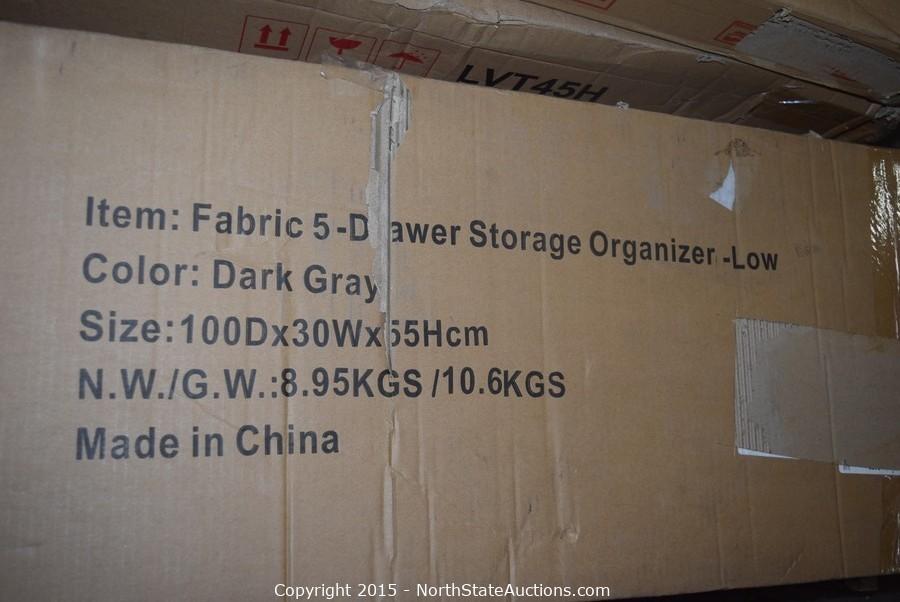 LVT45H
Item: Fabric 5-Drawer Storage Organizer -Low
Color: Dark Gray
Size:100Dx30Wx55Hcm
N.W./G.W.:8.95KGS /10.6KGS
Made in China
Copyright 2015 - NorthStateAuctions.com